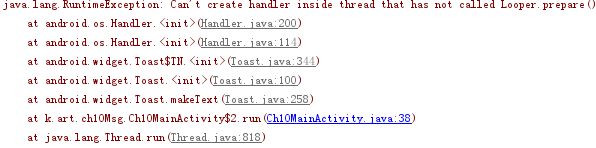 java.lang.RuntimeException: Can't create handler inside thread that has not called Looper.prepare()
at android.os.Handler.<init>(Handler.java:200)
at android.os.Handler.<init>(Handler.java:114)
at android.widget.Toast$TN.<init>(Toast.java:344)
at android.widget.Toast.<init>(Toast.java:100)
at android.widget.Toast.makeText(Toast.java:258)
at k.art.ch10Msg.Ch10MainActivity$2.run(Ch10MainActivity.java:38)
at java.lang.Thread.run(Thread.java:818)